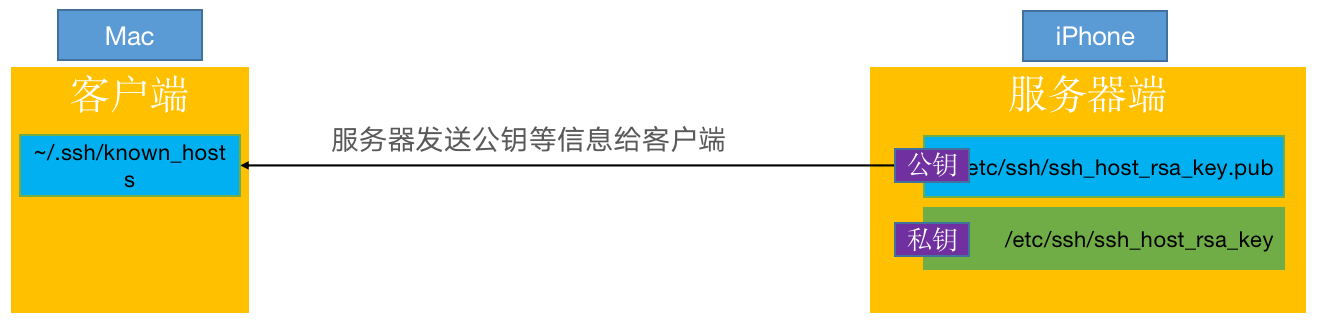 Mac
iPhone
客户端
服务器端
~/.ssh/known_host
s
服务器发送公钥等信息给客户端
公钥
etc/ssh/ssh_host_rsa_key.pub
私钥
/etc/ssh/ssh_host_rsa_key